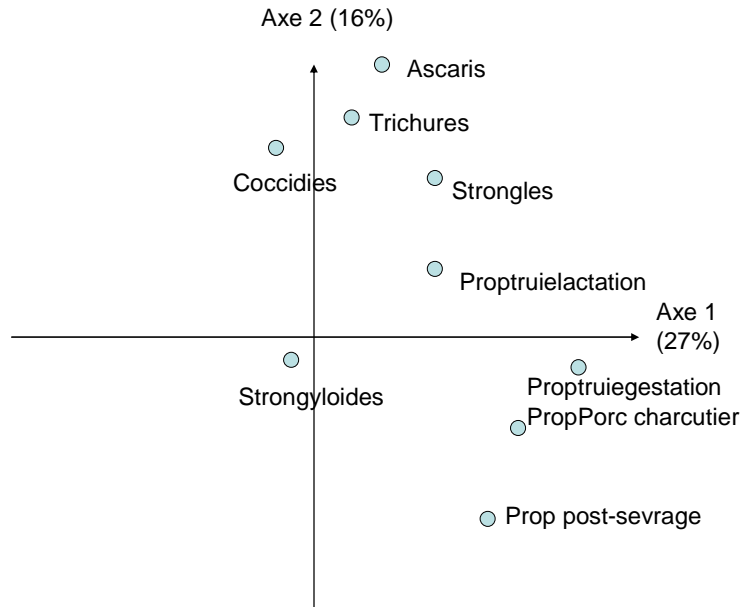 Axe 2 (16%)
Ascaris
Trichures
Coccidies
Strongles
Proptruielactation
Axe 1
(27%)
Strongyloides
Proptruiegestation
PropPorc charcutier
Prop post-sevrage